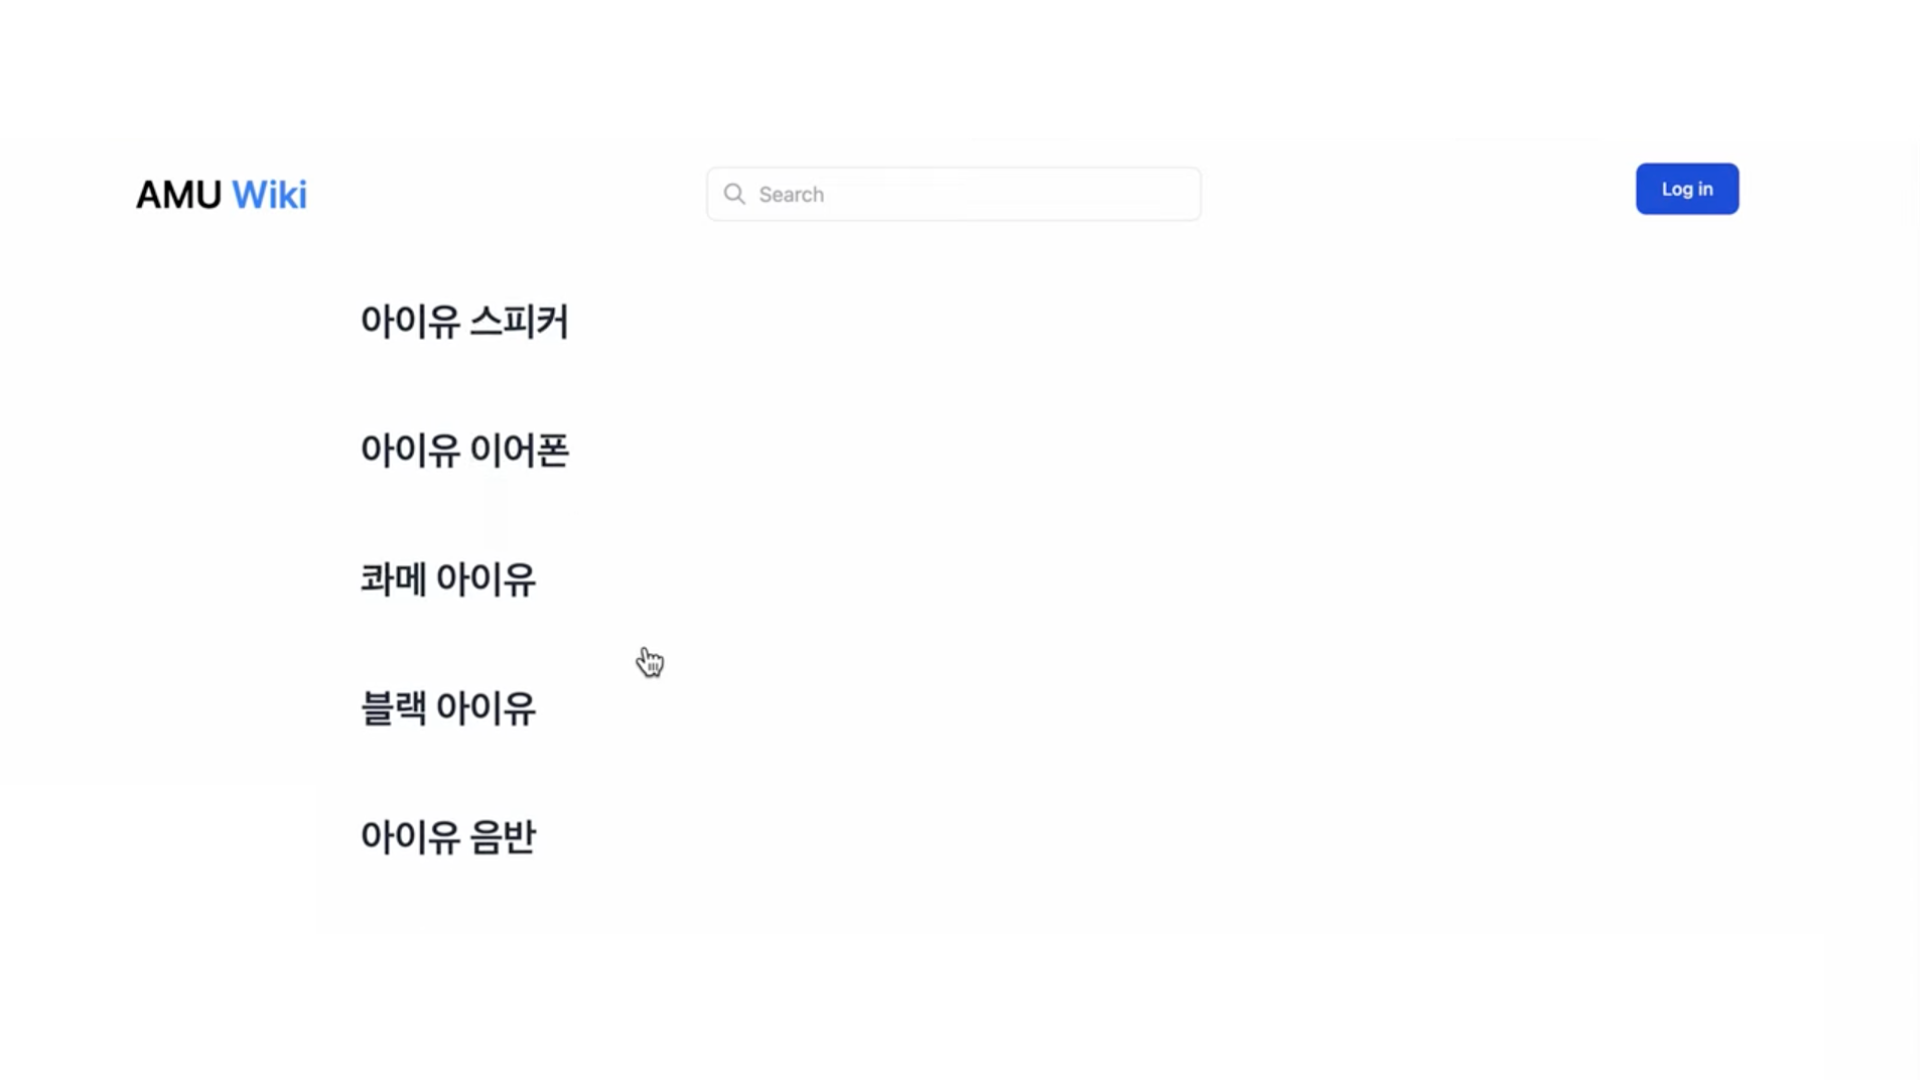 AMU Wiki
Search
Log in
아이유 스피커
아이유 이어폰
콰메 아이유
블랙 아이유
아이유 음반